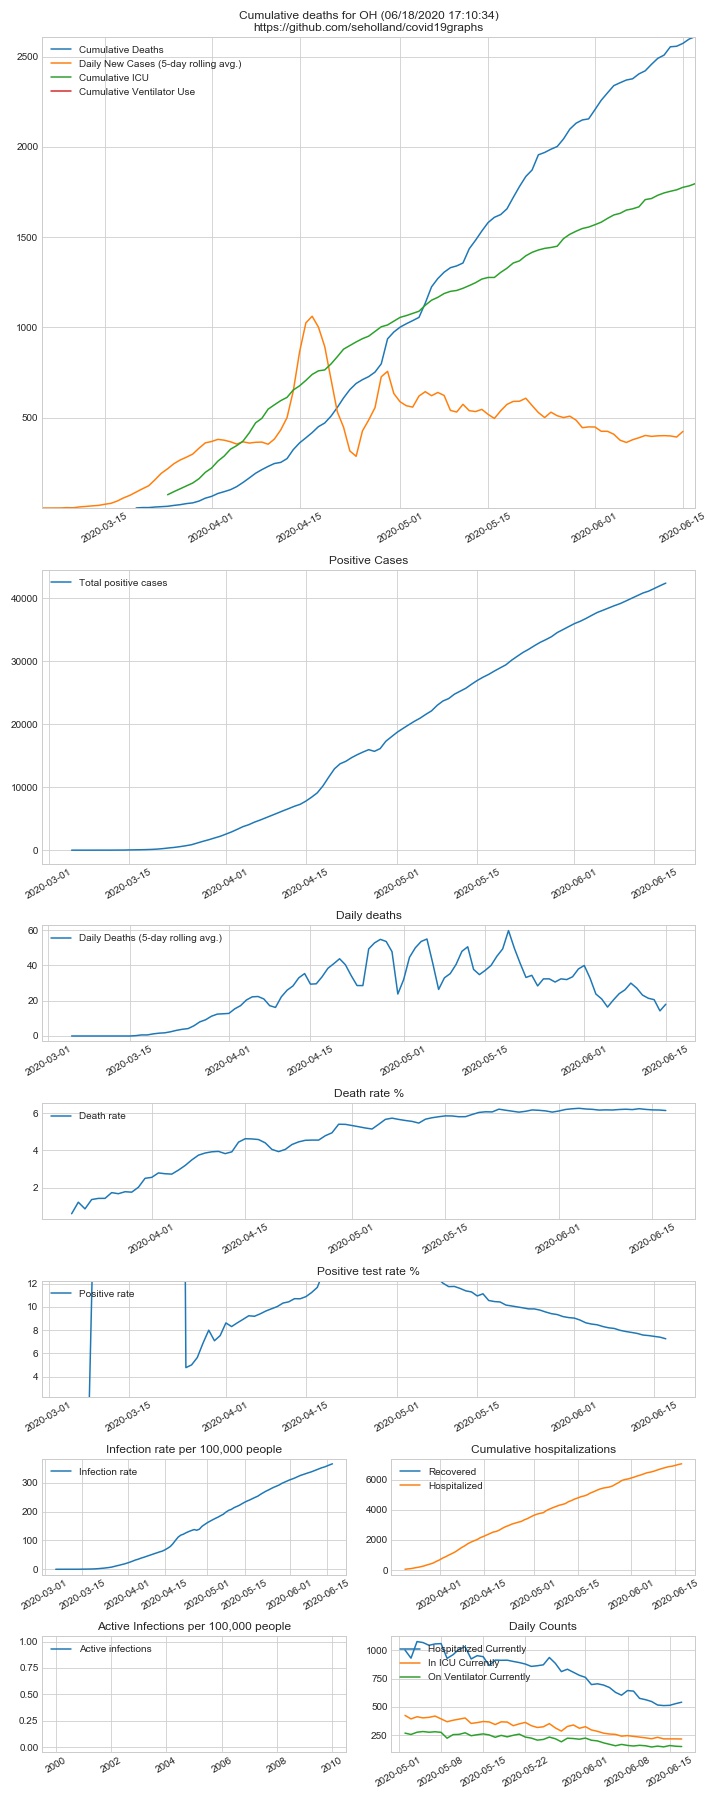 Cumulative deaths for OH (06/18/2020 17:10:34)
https://github.com/seholland/covid19graphs
Cumulative Deaths
Daily New Cases (5-day rolling avg.)
Cumulative ICU
Cumulative Ventilator Use
2500
2000
1500
1000
500
2020-03-15 2020-04-01 2020-04-15 2020-05-01 2020-05-15 2020-06-01 2020-06-15
Positive Cases
Total positive cases
40000
30000
20000
10000
0
2020-03-01 2020-03-15 2020-04-01 2020-04-15 2020-05-01 2020-05-15 2020-06-01 2020-06-15
Daily deaths
Daily Deaths (5-day rolling avg.)
60
40
20
0
2020-03-01 2020-03-15 2020-04-01 2020-04-15 2020-05-01 2020-05-15 2020-06-01 2020-06-15
Death rate %
Death rate
6
4
2
2020-04-01 2020-04-15 2020-05-01 2020-05-15 2020-06-01 2020-06-15
Positive test rate %
Positive rate
12
10
8
6
4
2020-03-01 2020-03-15 2020-04-01 2020-04-15 2020-05-01 2020-05-15 2020-06-01 2020-06-15
Infection rate per 100,000 people
Infection rate
300
200
100
0
2020-03-01 2020-03-15 2020-04-01 2020-04-15 2020-05-01 2020-05-15 2020-06-01 2020-06-15
Cumulative hospitalizations
Recovered
Hospitalized
6000
4000
2000
0
2020-04-01 2020-04-15 2020-05-01 2020-05-15 2020-06-01 2020-06-15
Active Infections per 100,000 people
Active infections
1.00
0.75
0.50
0.25
0.00
2000 2002 2004 2006 2008 2010
Daily Counts
Hospitalized Currently
In ICU Currently
On Ventilator Currently
1000
750
500
250
2020-05-01 2020-05-08 2020-05-15 2020-05-22 2020-06-01 2020-06-08 2020-06-15